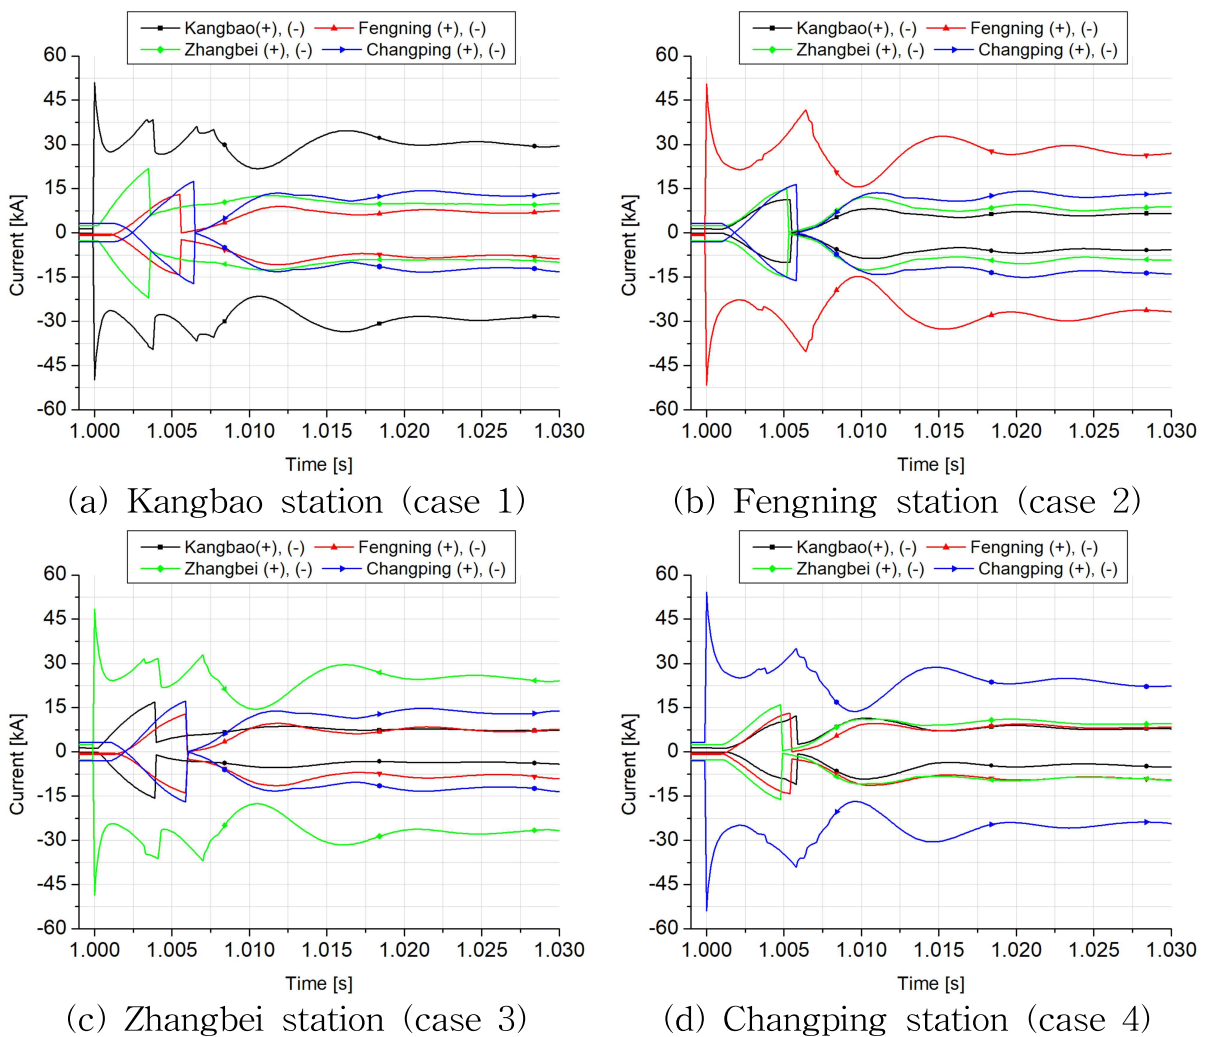 Kangbao(+), (-) Fengning (+), (-)
Zhangbei (+), (-) Changping (+), (-)
60
45
30
15
0
-15
-30
-45
-60
Current [kA]
1.000 1.005 1.010 1.015 1.020 1.025 1.030
Time [s]
(a) Kangbao station (case 1)
Kangbao(+), (-) Fengning (+), (-)
Zhangbei (+), (-) Changping (+), (-)
60
45
30
15
0
-15
-30
-45
-60
Current [kA]
1.000 1.005 1.010 1.015 1.020 1.025 1.030
Time [s]
(b) Fengning station (case 2)
Kangbao(+), (-) Fengning (+), (-)
Zhangbei (+), (-) Changping (+), (-)
60
45
30
15
0
-15
-30
-45
-60
Current [kA]
1.000 1.005 1.010 1.015 1.020 1.025 1.030
Time [s]
(c) Zhangbei station (case 3)
Kangbao(+), (-) Fengning (+), (-)
Zhangbei (+), (-) Changping (+), (-)
60
45
30
15
0
-15
-30
-45
-60
Current [kA]
1.000 1.005 1.010 1.015 1.020 1.025 1.030
Time [s]
(d) Changping station (case 4)